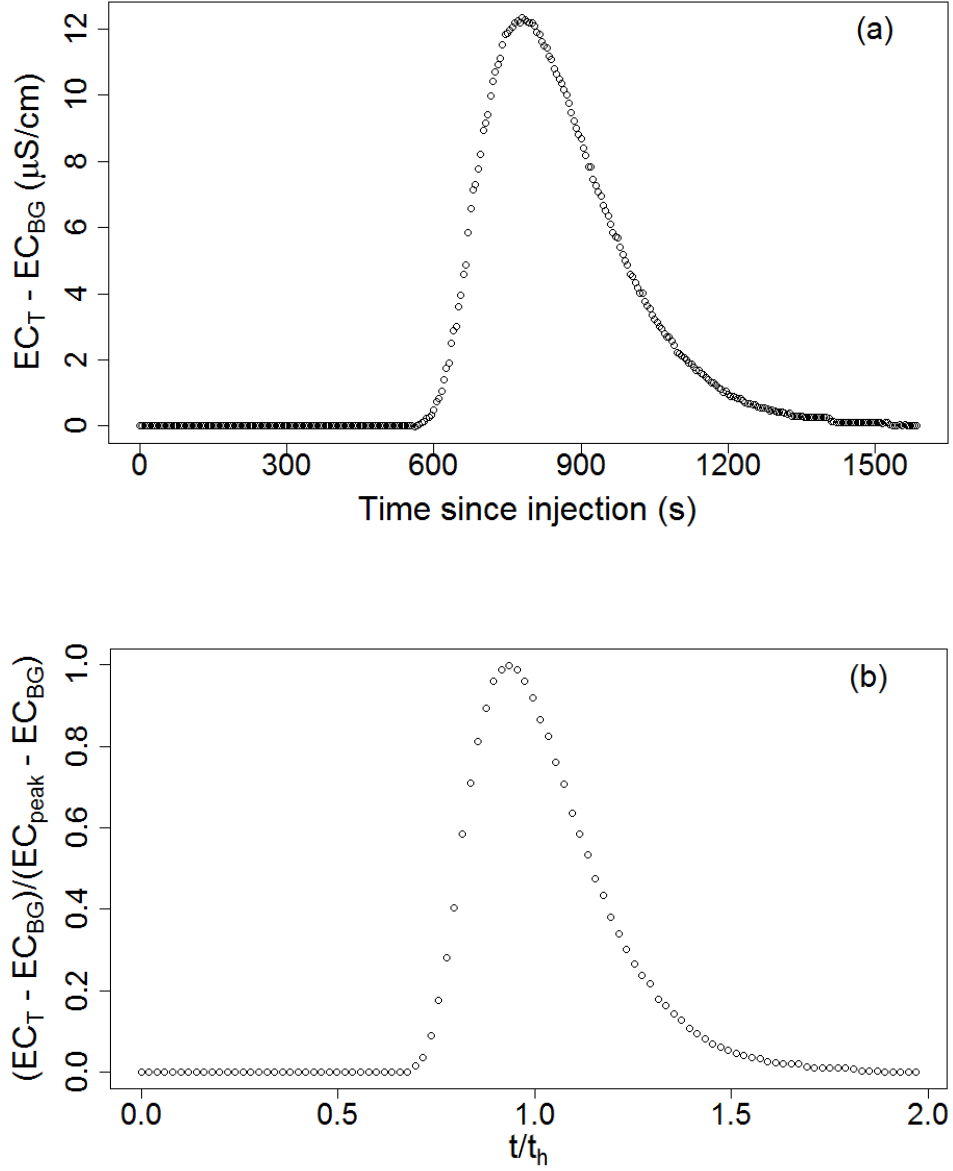 (a)
12
10
8
6
4
2
0
EC_T - EC_BG (μS/cm)
0 300 600 900 1200 1500
Time since injection (s)
(b)
1.0
0.8
0.6
0.4
0.2
0.0
(EC_T - EC_BG)/(EC_peak - EC_BG)
0.0 0.5 1.0 1.5 2.0
t/t_h